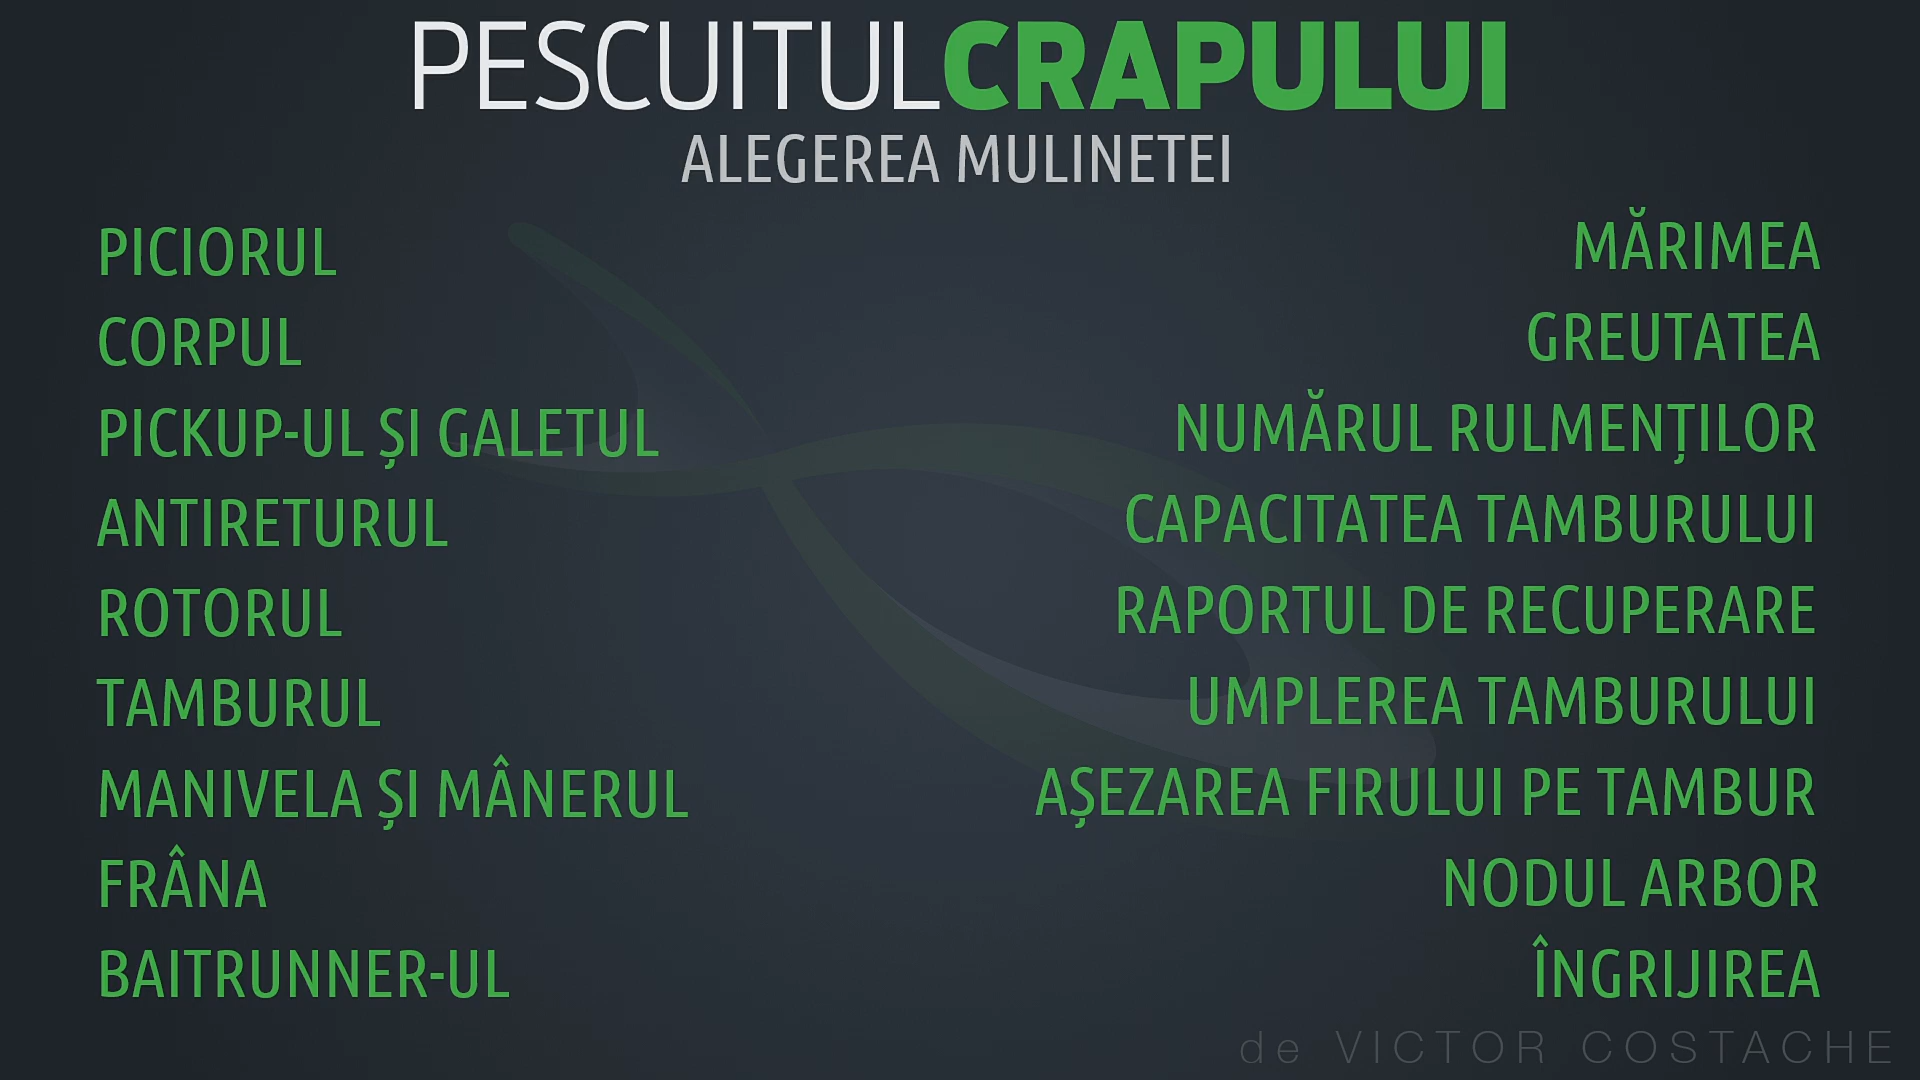 PESCUITULCRAPULUI
ALEGEREA MULINETEI
PICIORUL
CORPUL
PICKUP-UL ȘI GALETUL
ANTIRETURUL
ROTORUL
TAMBURUL
MANIVELA ȘI MÂNERUL
FRÂNA
BAITRUNNER-UL
MĂRIMEA
GREUTATEA
NUMĂRUL RULMENȚILOR
CAPACITATEA TAMBURULUI
RAPORTUL DE RECUPERARE
UMPLEREA TAMBURULUI
AȘEZAREA FIRULUI PE TAMBUR
NODUL ARBOR
ÎNGRIJIREA
de VICTOR COSTACHE